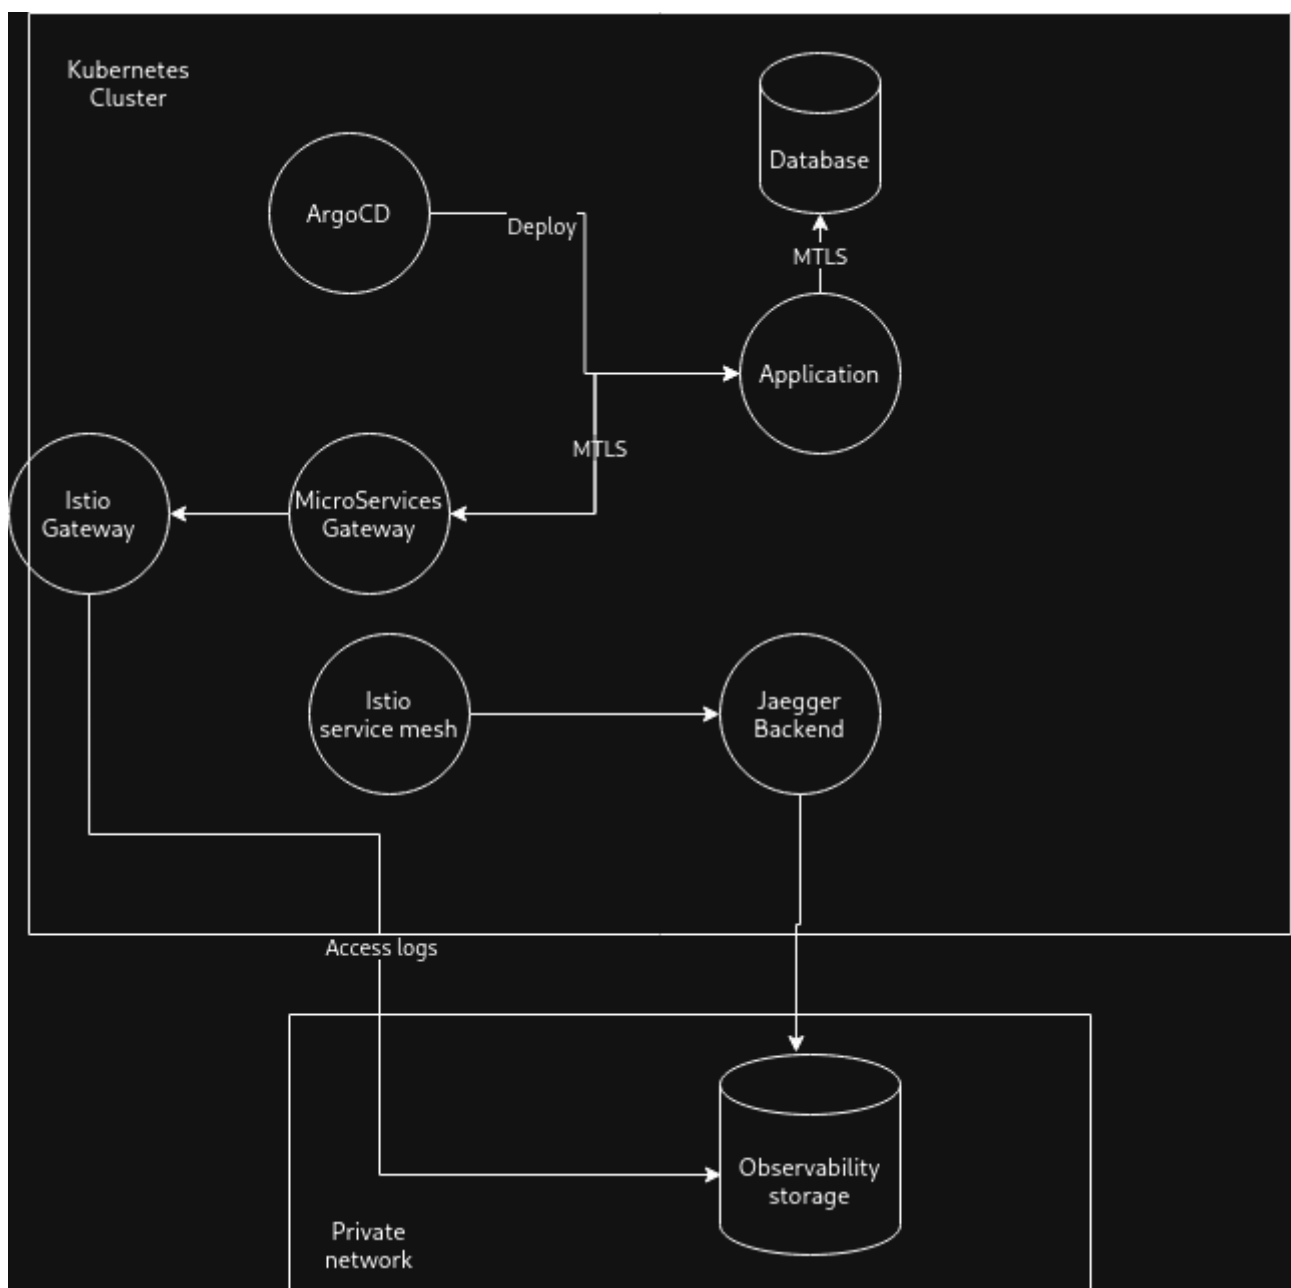 Kubernetes
Cluster
Database
ArgoCD
Deploy
MTLS
Application
MTLS
Istio
Gateway
MicroServices
Gateway
Istio
service mesh
Jaegger
Backend
Access logs
Observability
storage
Private
network